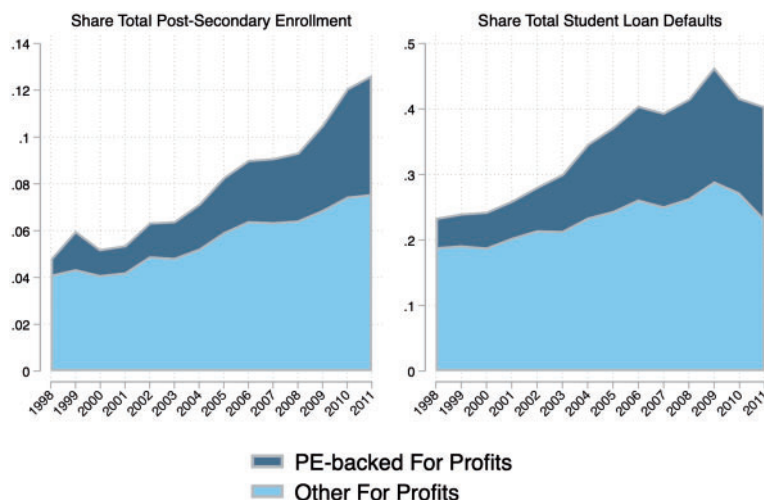 Share Total Post-Secondary Enrollment
.14
.12
.1
.08
.06
.04
.02
0
1998 1999 2000 2001 2002 2003 2004 2005 2006 2007 2008 2009 2010 2011
Share Total Student Loan Defaults
.5
.4
.3
.2
.1
0
1998 1999 2000 2001 2002 2003 2004 2005 2006 2007 2008 2009 2010 2011
PE-backed For Profits
Other For Profits